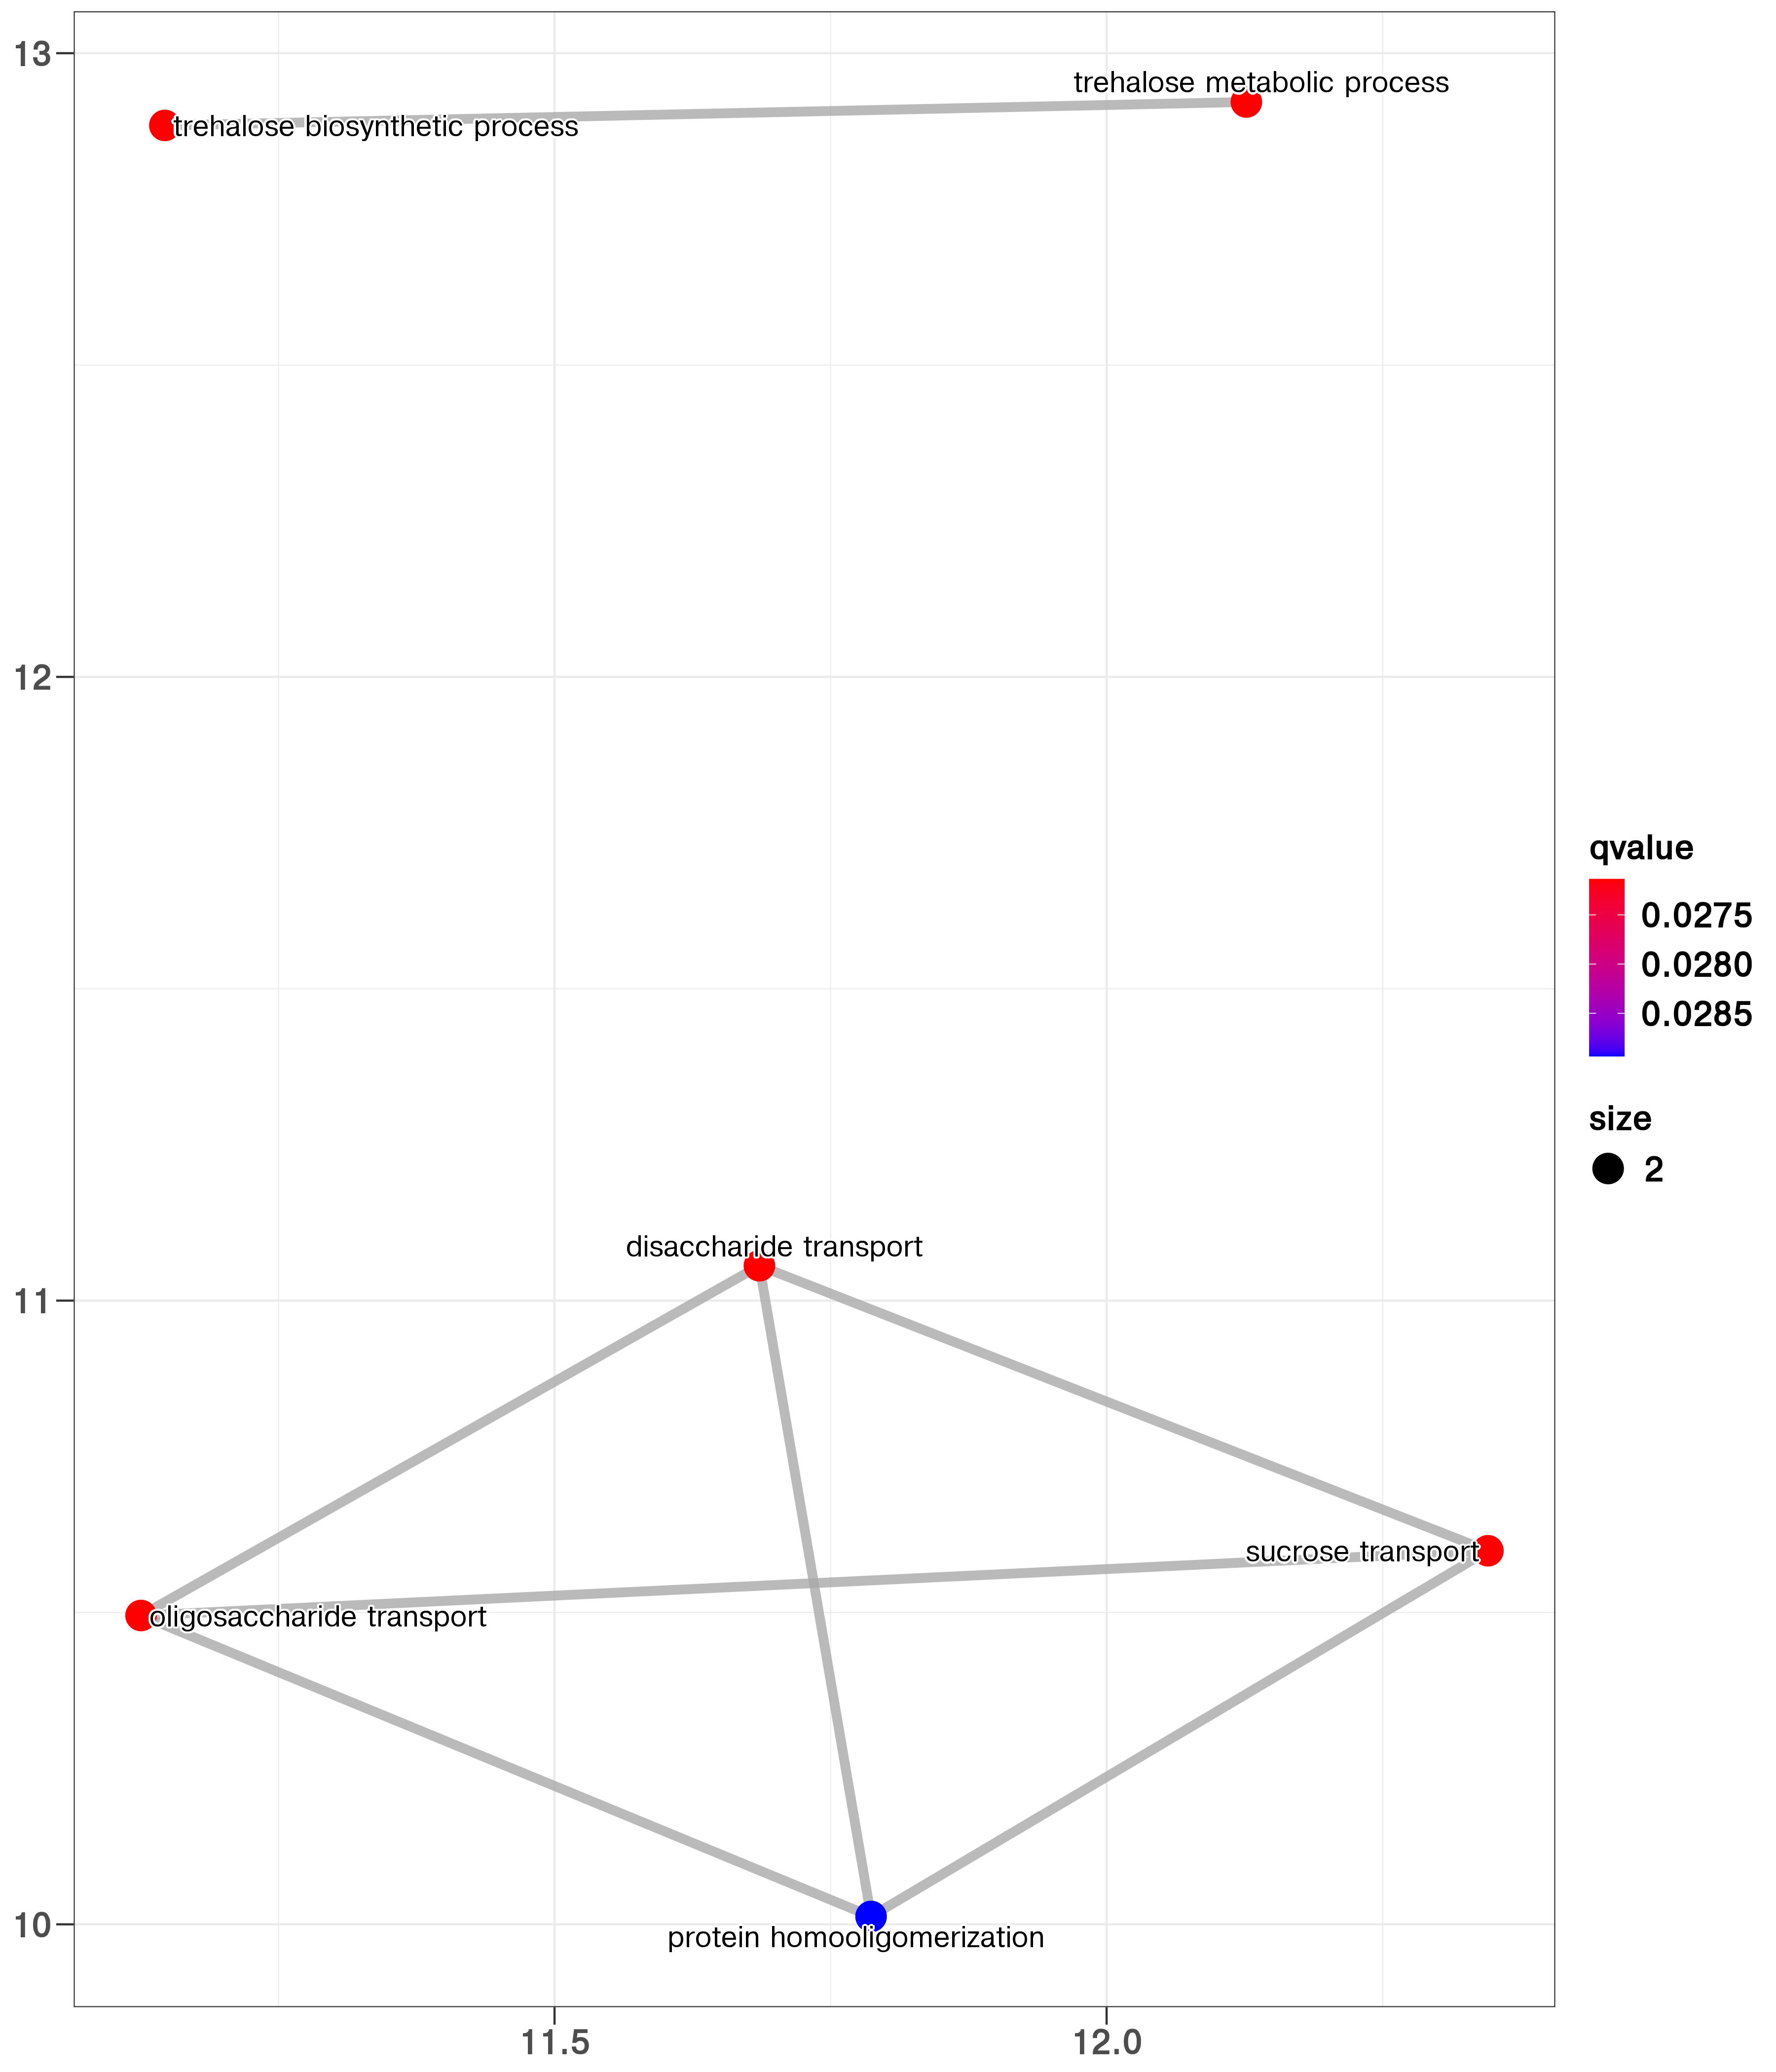 13
trehalose metabolic process
trehalose biosynthetic process
12
qvalue
0.0275
0.0280
0.0285
size
2
disaccharide transport
11
sucrose transport
oligosaccharide transport
10
protein homooligomerization
11.5
12.0